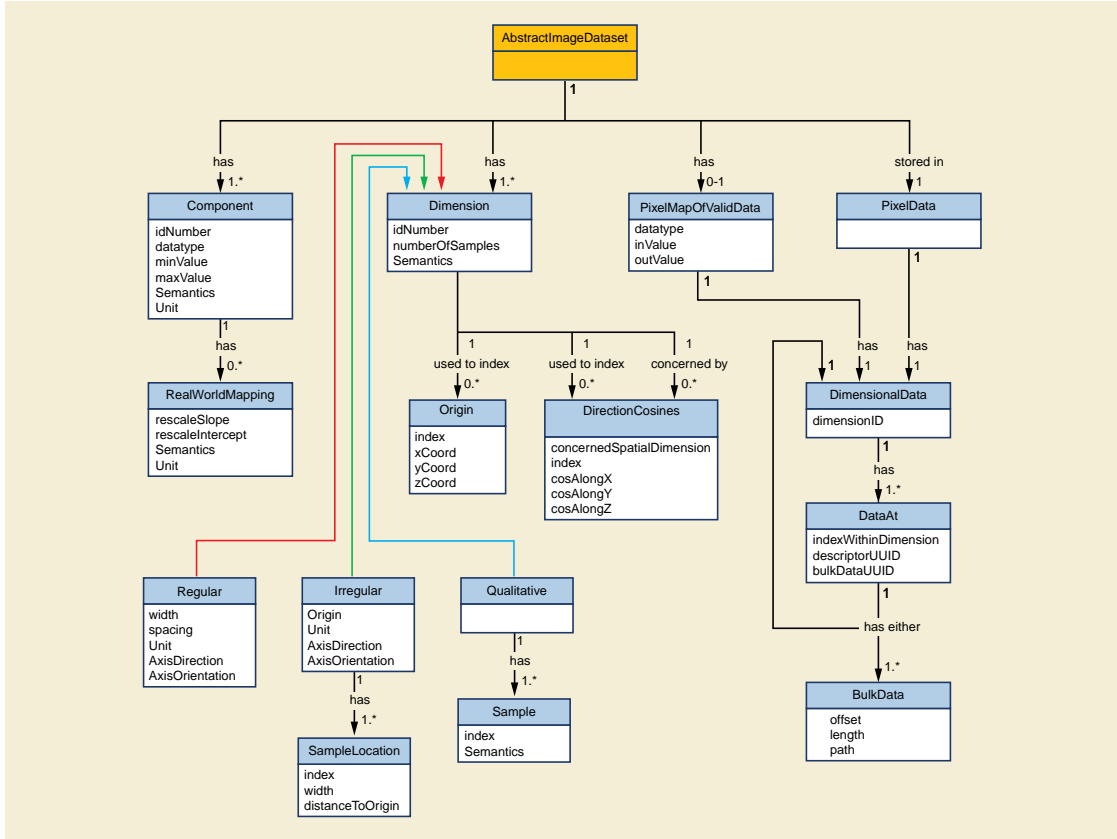 AbstractImageDataset
1
has
1.*
has
1.*
has
0-1
stored in
1
Component
idNumber
datatype
minValue
maxValue
Semantics
Unit
1
has
0.*
RealWorldMapping
rescaleSlope
rescaleIntercept
Semantics
Unit
Dimension
idNumber
numberOfSamples
Semantics
1
used to index
0.*
1
used to index
0.*
1
concerned by
0.*
Origin
index
xCoord
yCoord
zCoord
DirectionCosines
concernedSpatialDimension
index
cosAlongX
cosAlongY
cosAlongZ
PixelMapOfValidData
datatype
inValue
outValue
1
has
1
PixelData
1
has
1
1
DimensionalData
dimensionID
1
has
1.*
DataAt
indexWithinDimension
descriptorUUID
bulkDataUUID
1
has either
1.*
BulkData
offset
length
path
Regular
width
spacing
Unit
AxisDirection
AxisOrientation
Irregular
Origin
Unit
AxisDirection
AxisOrientation
1
has
1.*
SampleLocation
index
width
distanceToOrigin
Qualitative
1
has
1.*
Sample
index
Semantics